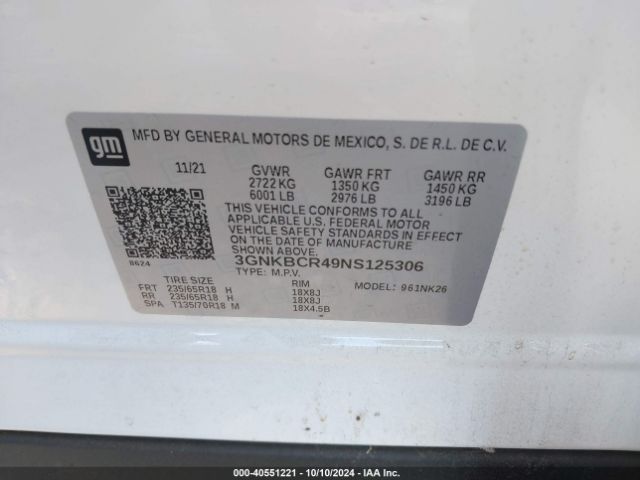 gm
MFD BY GENERAL MOTORS DE MEXICO, S. DE R.L. DE C.V.
11/21 GVWR GAWR FRT GAWR RR
2722 KG 1350 KG 1450 KG
6001 LB 2976 LB 3196 LB
THIS VEHICLE CONFORMS TO ALL
APPLICABLE U.S. FEDERAL MOTOR
VEHICLE SAFETY STANDARDS IN EFFECT
ON THE DATE OF MANUFACTURE
SHOWN ABOVE.
8624 3GNKBCR49NS125306
TYPE: M.P.V.
TIRE SIZE RIM MODEL: 961NK26
FRT 235/65R18 H 18X8J
RR 235/65R18 H 18X8J
SPA T135/70R18 M 18X4.5B
000-40551221 - 10/10/2024 - IAA Inc.